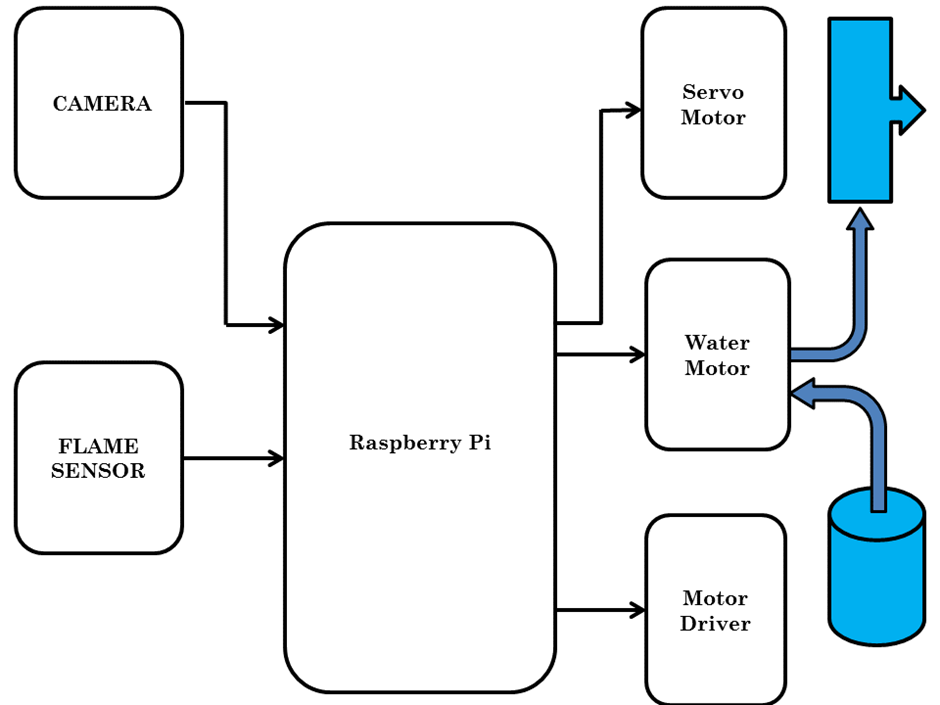 CAMERA
Servo
Motor
Water
Motor
FLAME
SENSOR
Raspberry Pi
Motor
Driver